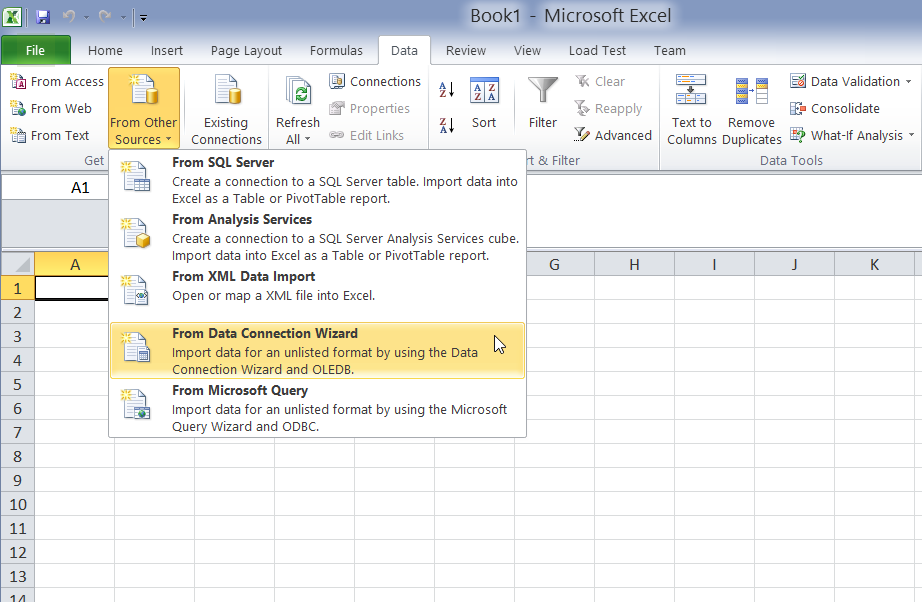 Book1 - Microsoft Excel
File Home Insert Page Layout Formulas Data Review View Load Test Team
From Access
From Web
From Text
From Other
Sources
Existing
Connections
Refresh
All
Connections
Properties
Edit Links
A
Z
Z
A
A Z
Z A
Sort
Filter
Clear
Reapply
Advanced
Text to
Columns
Remove
Duplicates
Data Validation
Consolidate
What-If Analysis
Get
& Filter
Data Tools
A1
From SQL Server
Create a connection to a SQL Server table. Import data into
Excel as a Table or PivotTable report.
From Analysis Services
Create a connection to a SQL Server Analysis Services cube.
Import data into Excel as a Table or PivotTable report.
From XML Data Import
Open or map a XML file into Excel.
From Data Connection Wizard
Import data for an unlisted format by using the Data
Connection Wizard and OLEDB.
From Microsoft Query
Import data for an unlisted format by using the Microsoft
Query Wizard and ODBC.
A G H I J K
1
2
3
4
5
6
7
8
9
10
11
12
13
14